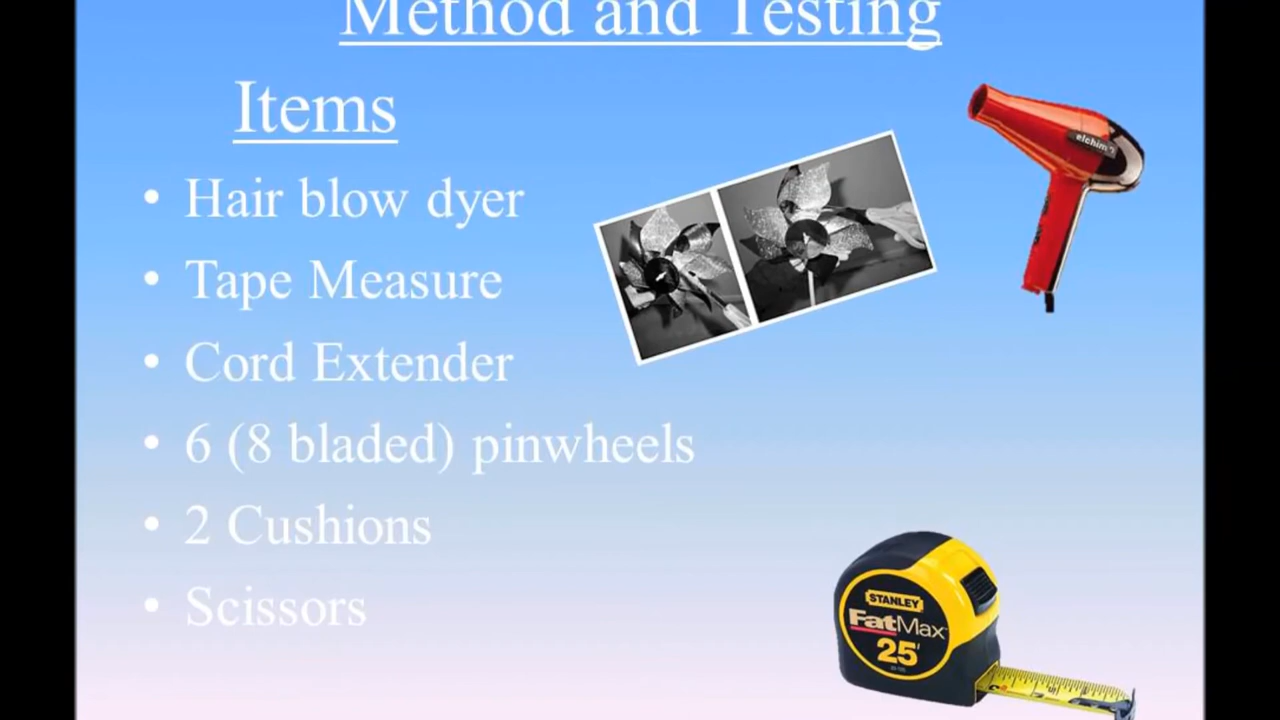 Method and Testing
Items
• Hair blow dyer
• Tape Measure
• Cord Extender
• 6 (8 bladed) pinwheels
• 2 Cushions
• Scissors
elchim
STANLEY
FatMax
25'